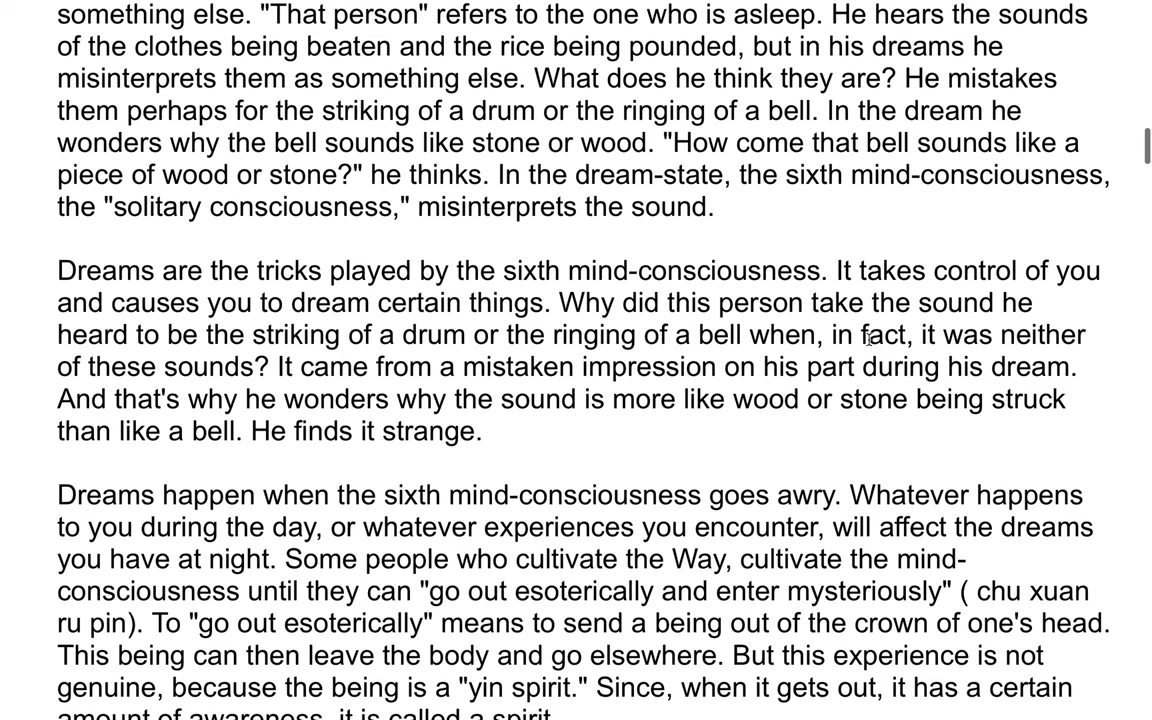 something else. "That person" refers to the one who is asleep. He hears the sounds
of the clothes being beaten and the rice being pounded, but in his dreams he
misinterprets them as something else. What does he think they are? He mistakes
them perhaps for the striking of a drum or the ringing of a bell. In the dream he
wonders why the bell sounds like stone or wood. "How come that bell sounds like a
piece of wood or stone?" he thinks. In the dream-state, the sixth mind-consciousness,
the "solitary consciousness," misinterprets the sound.
Dreams are the tricks played by the sixth mind-consciousness. It takes control of you
and causes you to dream certain things. Why did this person take the sound he
heard to be the striking of a drum or the ringing of a bell when, in fact, it was neither
of these sounds? It came from a mistaken impression on his part during his dream.
And that's why he wonders why the sound is more like wood or stone being struck
than like a bell. He finds it strange.
Dreams happen when the sixth mind-consciousness goes awry. Whatever happens
to you during the day, or whatever experiences you encounter, will affect the dreams
you have at night. Some people who cultivate the Way, cultivate the mind-
consciousness until they can "go out esoterically and enter mysteriously" ( chu xuan
ru pin). To "go out esoterically" means to send a being out of the crown of one's head.
This being can then leave the body and go elsewhere. But this experience is not
genuine, because the being is a "yin spirit." Since, when it gets out, it has a certain
amount of awareness, it is called a spirit.